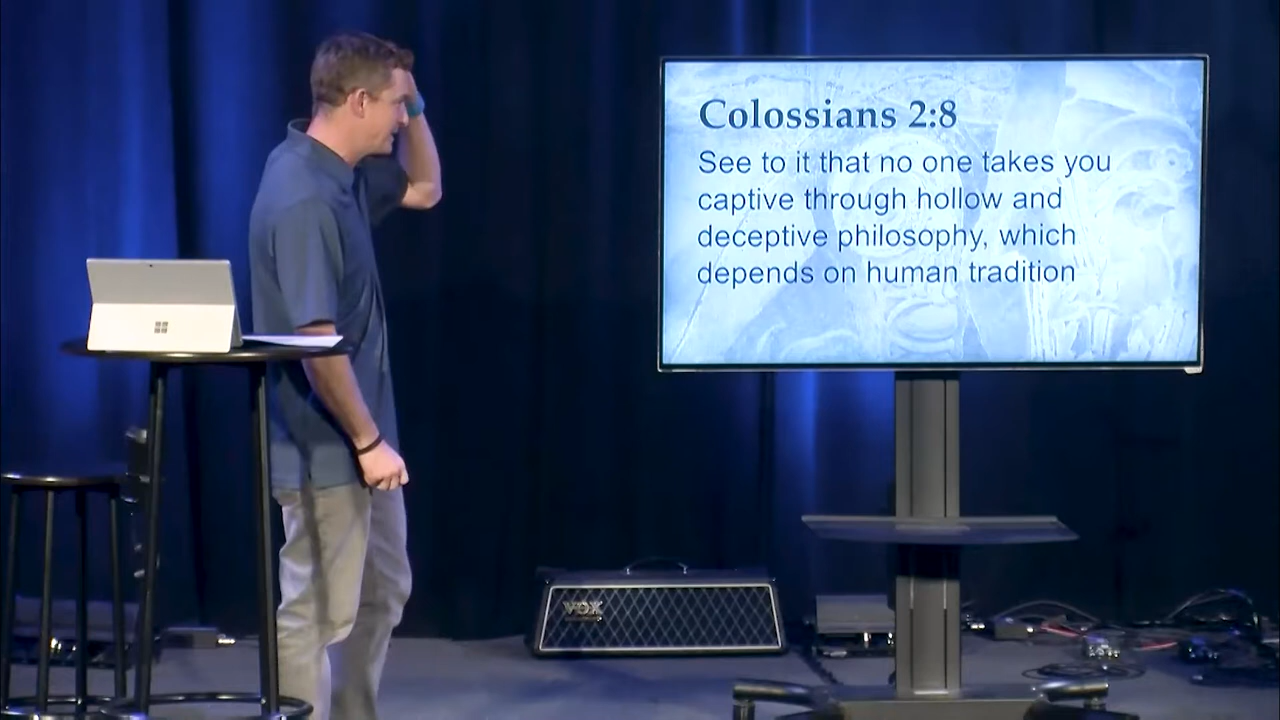 Colossians 2:8
See to it that no one takes you
captive through hollow and
deceptive philosophy, which
depends on human tradition
VOX